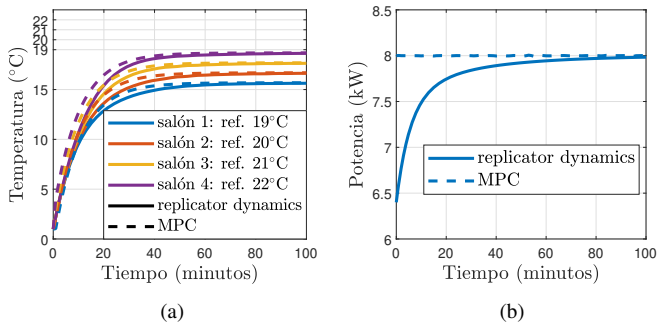 22
21
20
19
15
10
5
0
Temperatura (°C)
salón 1: ref. 19°C
salón 2: ref. 20°C
salón 3: ref. 21°C
salón 4: ref. 22°C
replicator dynamics
MPC
0 20 40 60 80 100
Tiempo (minutos)
(a)
8.5
8
7.5
7
6.5
6
Potencia (kW)
replicator dynamics
MPC
0 20 40 60 80 100
Tiempo (minutos)
(b)